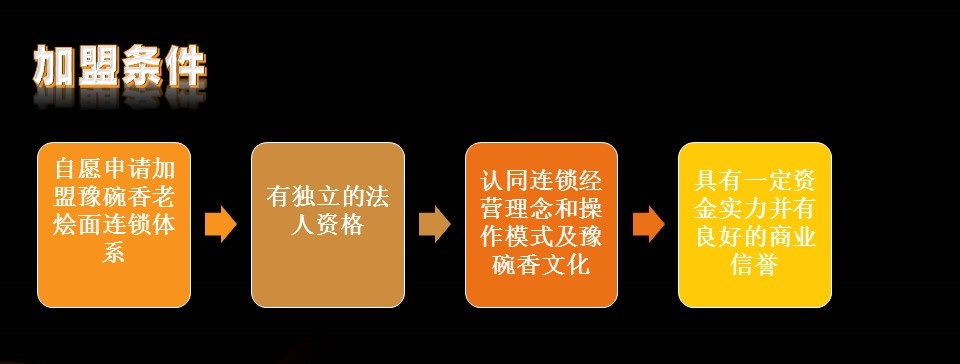 加盟条件
自愿申请加
盟豫碗香老
烩面连锁体
系
有独立的法
人资格
认同连锁经
营理念和操
作模式及豫
碗香文化
具有一定资
金实力并有
良好的商业
信誉